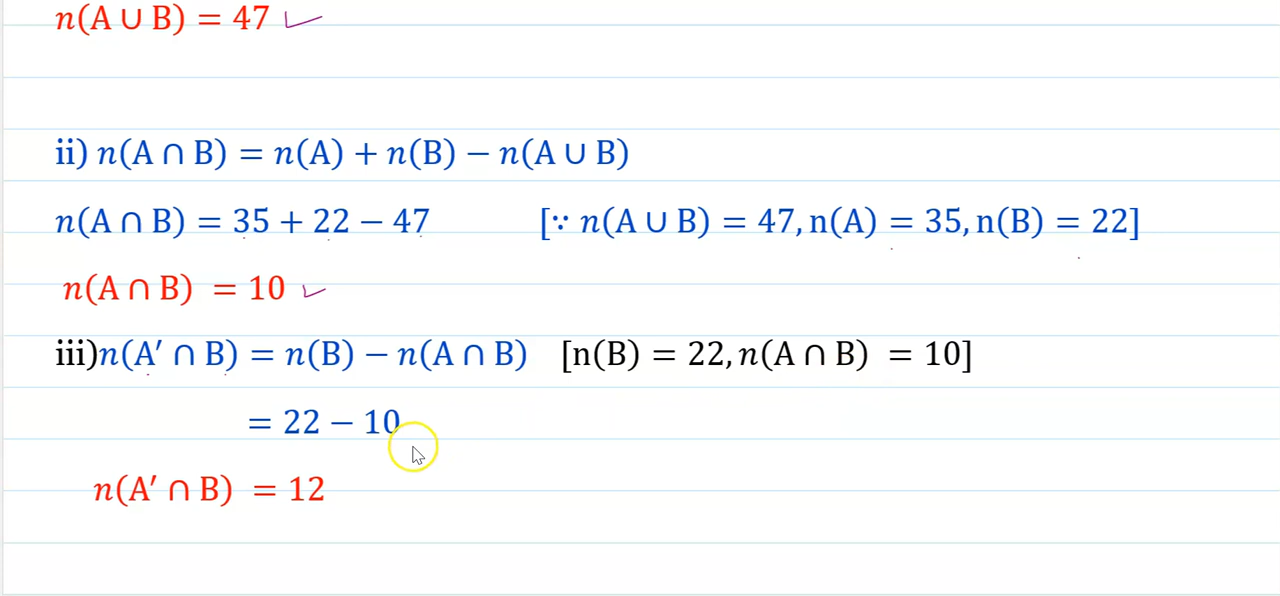 n(A ∪ B) = 47
ii) n(A ∩ B) = n(A) + n(B) − n(A ∪ B)
n(A ∩ B) = 35 + 22 − 47 [∵ n(A ∪ B) = 47, n(A) = 35, n(B) = 22]
n(A ∩ B) = 10
iii)n(A′ ∩ B) = n(B) − n(A ∩ B) [n(B) = 22, n(A ∩ B) = 10]
= 22 − 10
n(A′ ∩ B) = 12